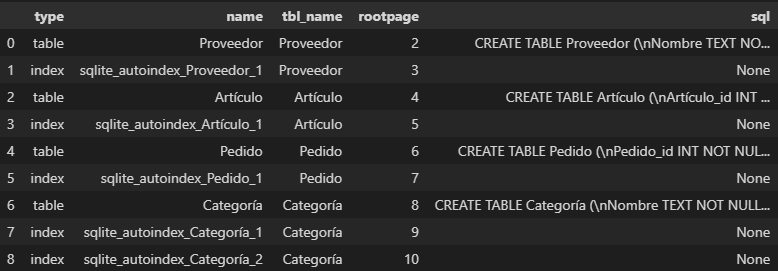 type name tbl_name rootpage sql
0 table Proveedor Proveedor 2 CREATE TABLE Proveedor (\nNombre TEXT NO...
1 index sqlite_autoindex_Proveedor_1 Proveedor 3 None
2 table Artículo Artículo 4 CREATE TABLE Artículo (\nArtículo_id INT ...
3 index sqlite_autoindex_Artículo_1 Artículo 5 None
4 table Pedido Pedido 6 CREATE TABLE Pedido (\nPedido_id INT NOT NUL...
5 index sqlite_autoindex_Pedido_1 Pedido 7 None
6 table Categoría Categoría 8 CREATE TABLE Categoría (\nNombre TEXT NOT NULL...
7 index sqlite_autoindex_Categoría_1 Categoría 9 None
8 index sqlite_autoindex_Categoría_2 Categoría 10 None